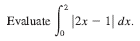 Evaluate ∫₀² |2x − 1| dx.